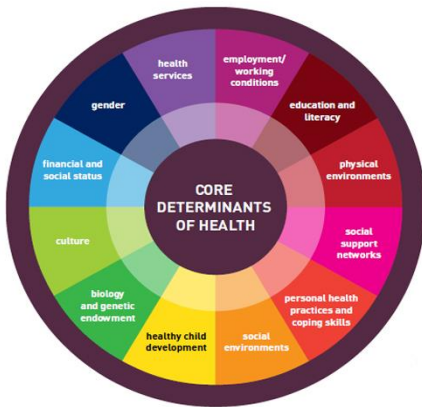 CORE
DETERMINANTS
OF HEALTH
health
services
employment/
working
conditions
education and
literacy
physical
environments
social
support
networks
personal health
practices and
coping skills
social
environments
healthy child
development
biology
and genetic
endowment
culture
financial and
social status
gender